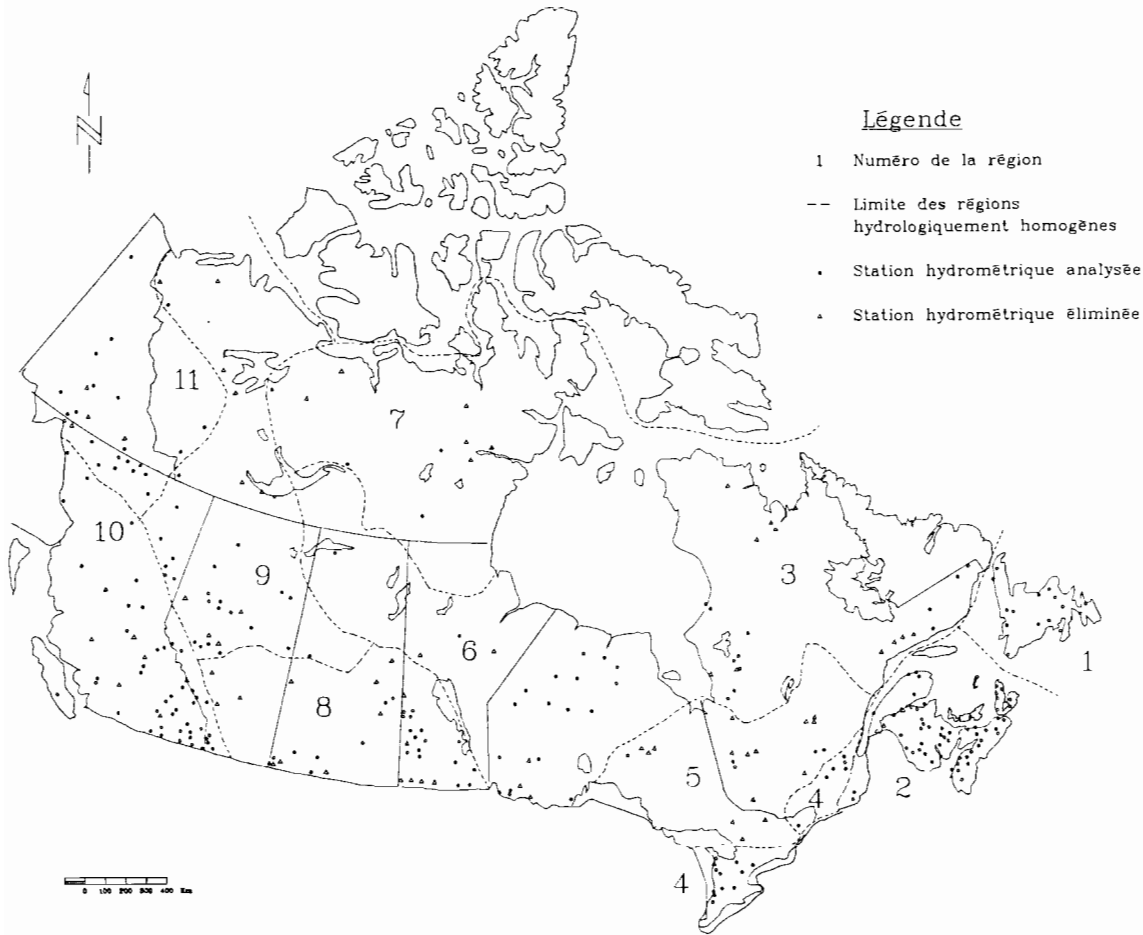 N
Légende
1 Numéro de la région
-- Limite des régions
hydrologiquement homogènes
• Station hydrométrique analysée
▵ Station hydrométrique éliminée
11
7
10
9
3
6
1
8
5
4
2
4
0 100 200 300 400 Km